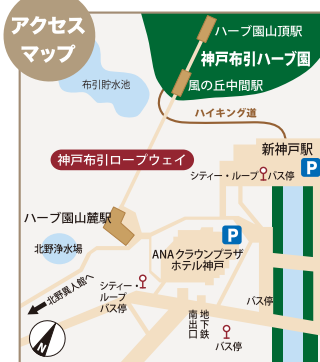 アクセス
マップ
ハーブ園山頂駅
神戸布引ハーブ園
風の丘中間駅
布引貯水池
ハイキング道
新神戸駅
P
神戸布引ロープウェイ
シティー・ループ バス停
ハーブ園山麓駅
P
北野浄水場
ANAクラウンプラザ
ホテル神戸
北野異人館へ
シティー・
ループ
バス停
バス停
地下鉄
南出口
バス停
N